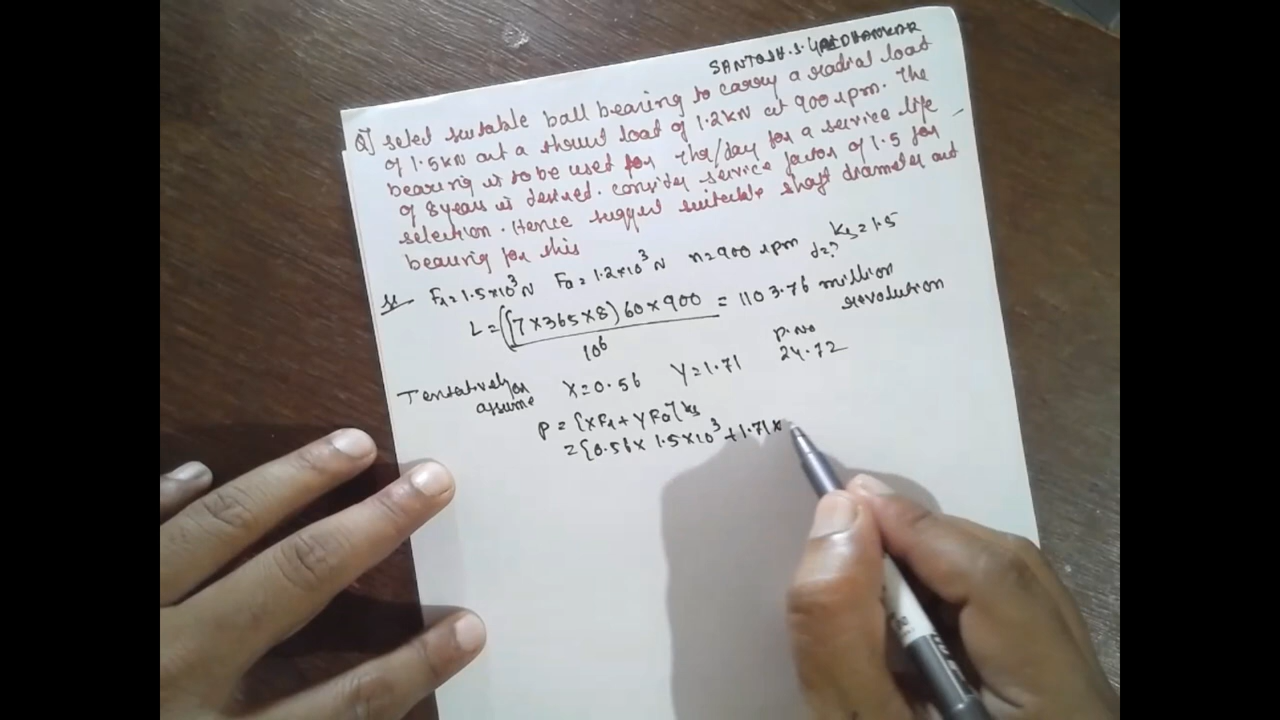 SANTOSH.S.
Q] select suitable ball bearing to carry a radial load
of 1.5kN and a thrust load of 1.2kN at 900 rpm. The
bearing is to be used for 7hr/day for a service life
of 8 years is desired. consider service factor of 1.5 for
selection. Hence suggest suitable shaft diameter and
bearing for this
Fr=1.5×10³N Fa=1.2×10³N n=900 rpm d=? ks=1.5
L=((7×365×8)60×900 = 1103.76 million
10⁶ revolution
P.No
24.72
Tentatively assume X=0.56 Y=1.71
P={XFr+YFa}ks
={0.56×1.5×10³+1.71×